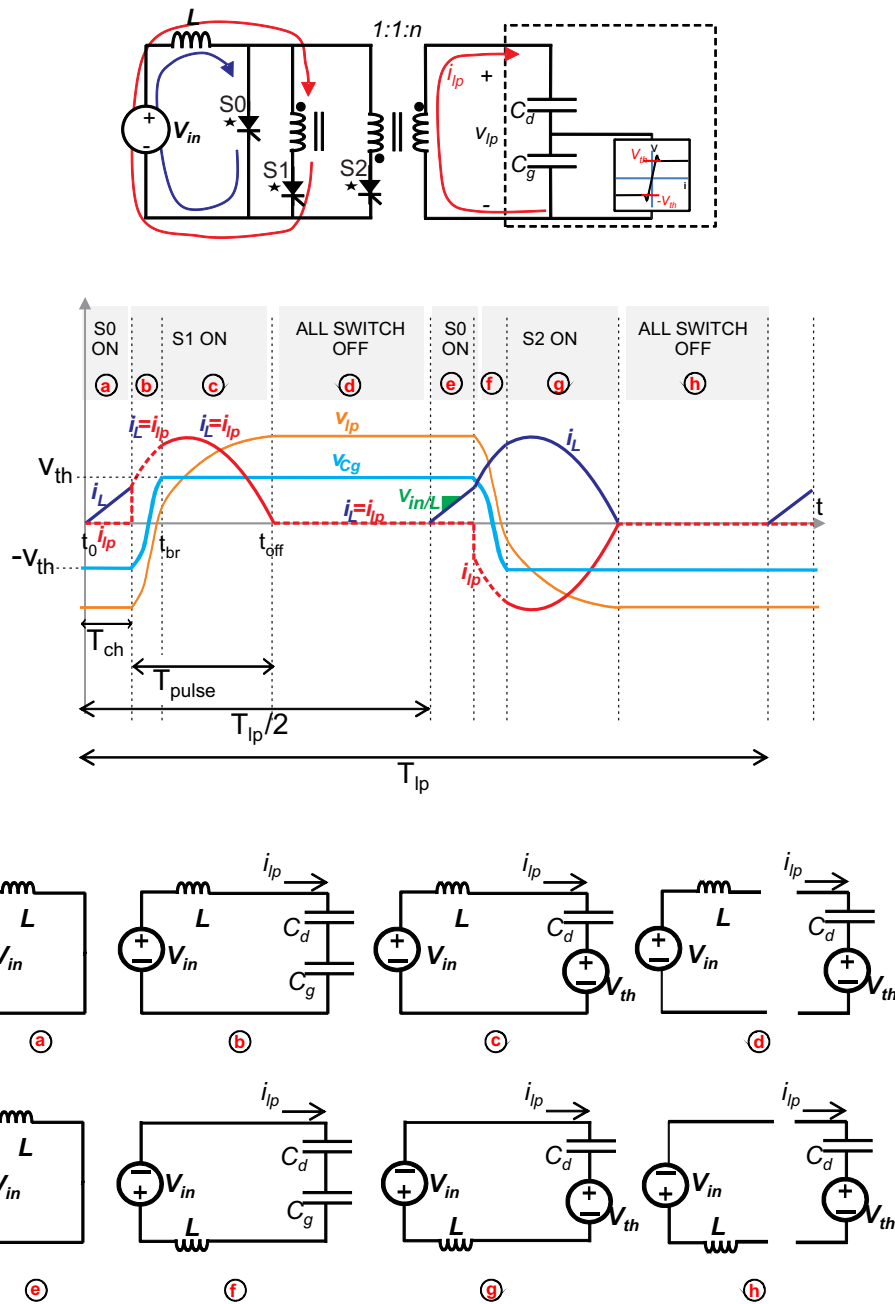 L
1:1:n
S0
V_in
+
-
S1
S2
i_lp
+
v_lp
-
C_d
C_g
V_th
v
i
-V_th
S0 ON
S1 ON
ALL SWITCH OFF
S0 ON
S2 ON
ALL SWITCH OFF
a
b
c
d
e
f
g
h
i_L=i_lp
i_L=i_lp
v_lp
i_L
V_th
v_Cg
i_L
V_in/L
i_L=i_lp
t
t_0
i_lp
t_br
t_off
-V_th
i_lp
T_ch
T_pulse
T_lp/2
T_lp
i_lp
i_lp
i_lp
L
L
L
L
C_d
C_d
C_d
V_in
+
-
V_in
+
-
V_in
+
-
V_in
C_g
+
-
V_th
+
-
V_th
a
b
c
d
i_lp
i_lp
i_lp
L
C_d
C_d
C_d
V_in
-
+
V_in
-
+
V_in
-
+
V_in
C_g
+
-
V_th
+
-
V_th
L
L
L
e
f
g
h